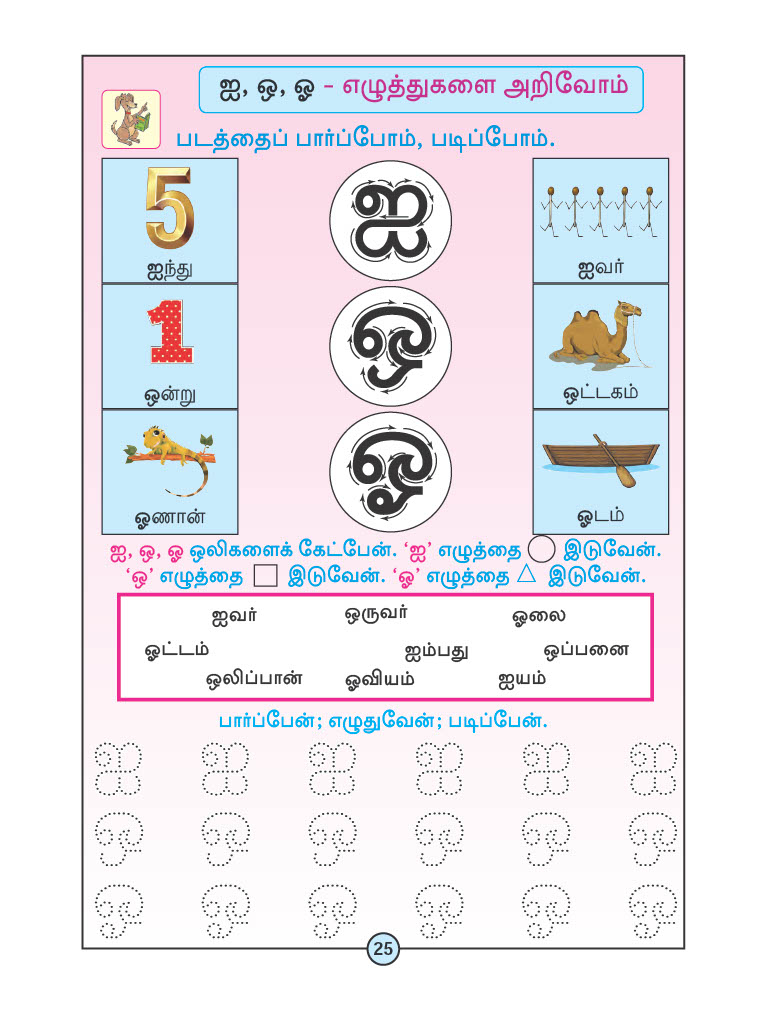 ஐ, ஒ, ஓ - எழுத்துகளை அறிவோம்
படத்தைப் பார்ப்போம், படிப்போம்.
5
ஐந்து
ஐ
ஐவர்
1
ஒன்று
ஒ
ஒட்டகம்
ஓணான்
ஓ
ஓடம்
ஐ, ஒ, ஓ ஒலிகளைக் கேட்பேன். ‘ஐ’ எழுத்தை இடுவேன்.
‘ஒ’ எழுத்தை இடுவேன். ‘ஓ’ எழுத்தை இடுவேன்.
ஐவர் ஒருவர் ஓலை
ஓட்டம் ஐம்பது ஒப்பனை
ஒலிப்பான் ஓவியம் ஐயம்
பார்ப்பேன்; எழுதுவேன்; படிப்பேன்.
ஐ ஐ ஐ ஐ ஐ ஐ
ஒ ஒ ஒ ஒ ஒ ஒ
ஓ ஓ ஓ ஓ ஓ ஓ
25